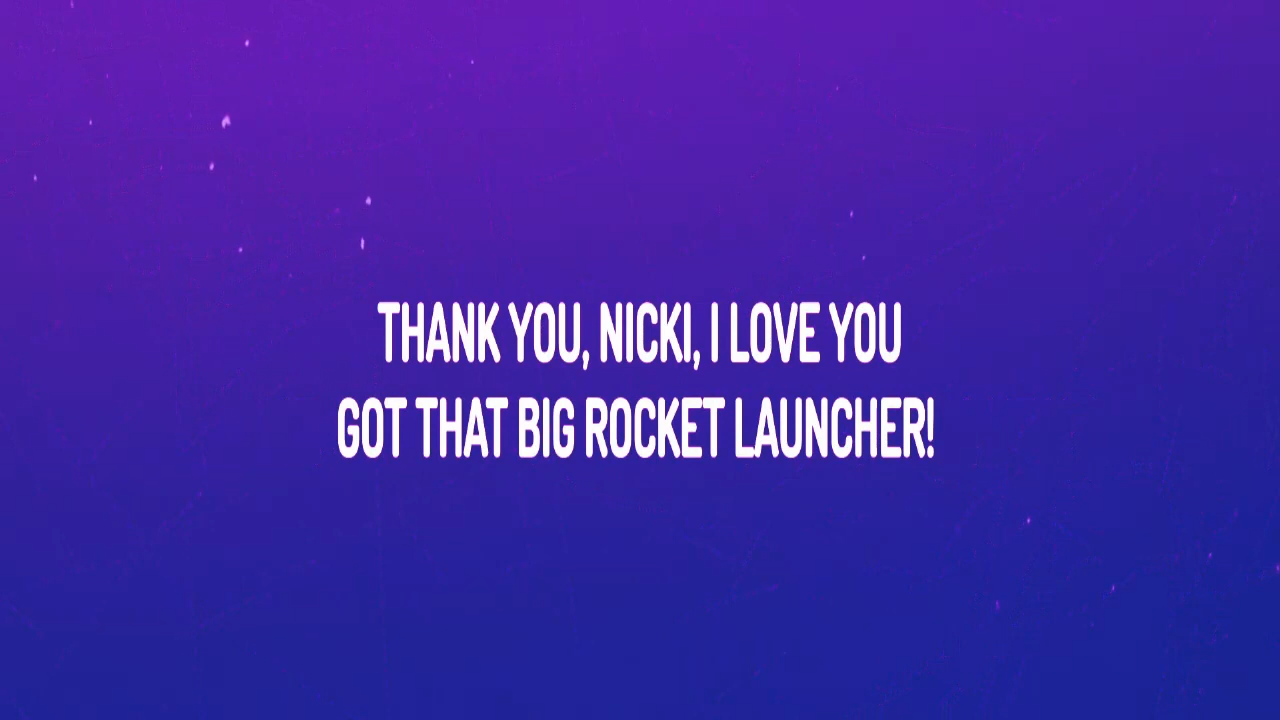 THANK YOU, NICKI, I LOVE YOU
GOT THAT BIG ROCKET LAUNCHER!